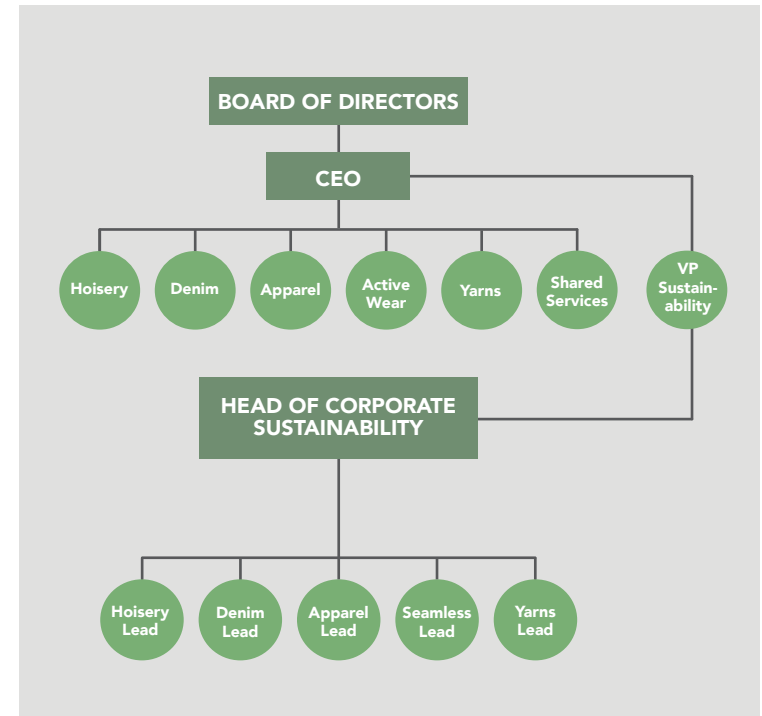 BOARD OF DIRECTORS
CEO
Hoisery
Denim
Apparel
Active
Wear
Yarns
Shared
Services
VP
Sustain-
ability
HEAD OF CORPORATE
SUSTAINABILITY
Hoisery
Lead
Denim
Lead
Apparel
Lead
Seamless
Lead
Yarns
Lead